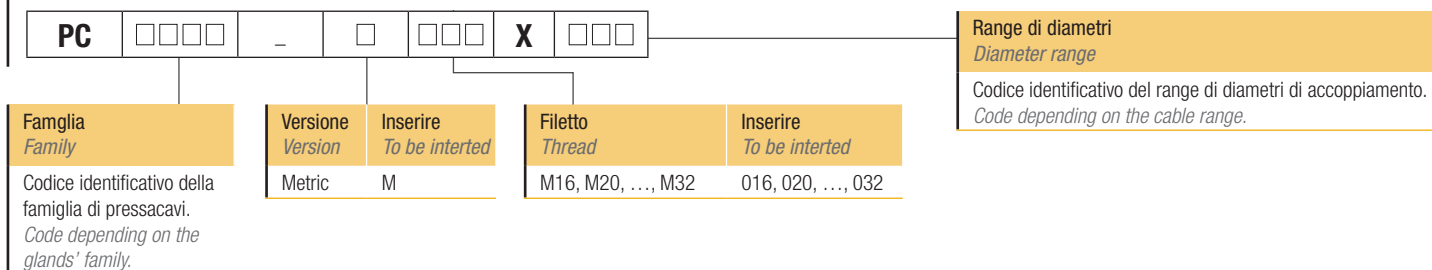 PC □□□□ _ □ □□□ X □□□
Range di diametri
Diameter range
Codice identificativo del range di diametri di accoppiamento.
Code depending on the cable range.
Famglia
Family
Codice identificativo della
famiglia di pressacavi.
Code depending on the
glands' family.
Versione Inserire
Version To be interted
Metric M
Filetto Inserire
Thread To be interted
M16, M20, …, M32 016, 020, …, 032